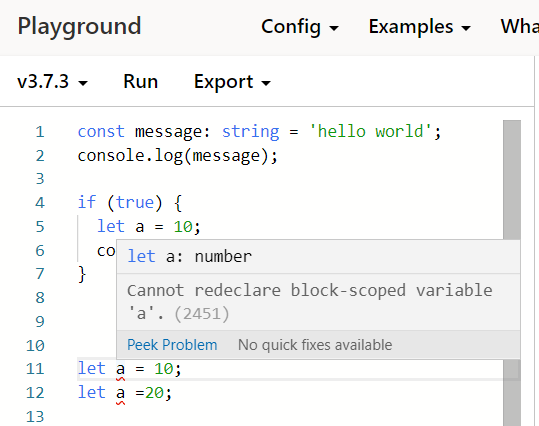 Playground Config Examples Wha
v3.7.3 Run Export
1 const message: string = 'hello world';
2 console.log(message);
3
4 if (true) {
5 let a = 10;
6 co
let a: number
7 }
Cannot redeclare block-scoped variable
8
'a'. (2451)
9
10 Peek Problem No quick fixes available
11 let a = 10;
12 let a =20;
13